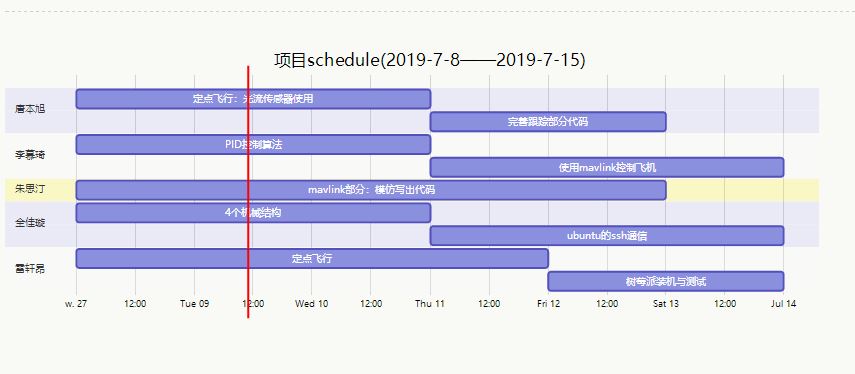 项目schedule(2019-7-8——2019-7-15)
唐本旭
定点飞行：光流传感器使用
完善跟踪部分代码
李慕琦
PID控制算法
使用mavlink控制飞机
朱思汀
mavlink部分：模仿写出代码
全佳璇
4个机械结构
ubuntu的ssh通信
雷轩昂
定点飞行
树莓派装机与测试
w. 27 12:00 Tue 09 12:00 Wed 10 12:00 Thu 11 12:00 Fri 12 12:00 Sat 13 12:00 Jul 14